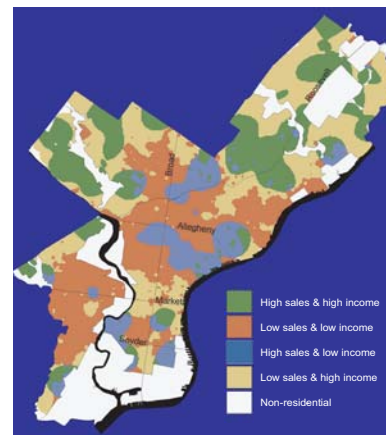 Roosevelt
Broad
Allegheny
Market
Snyder
High sales & high income
Low sales & low income
High sales & low income
Low sales & high income
Non-residential